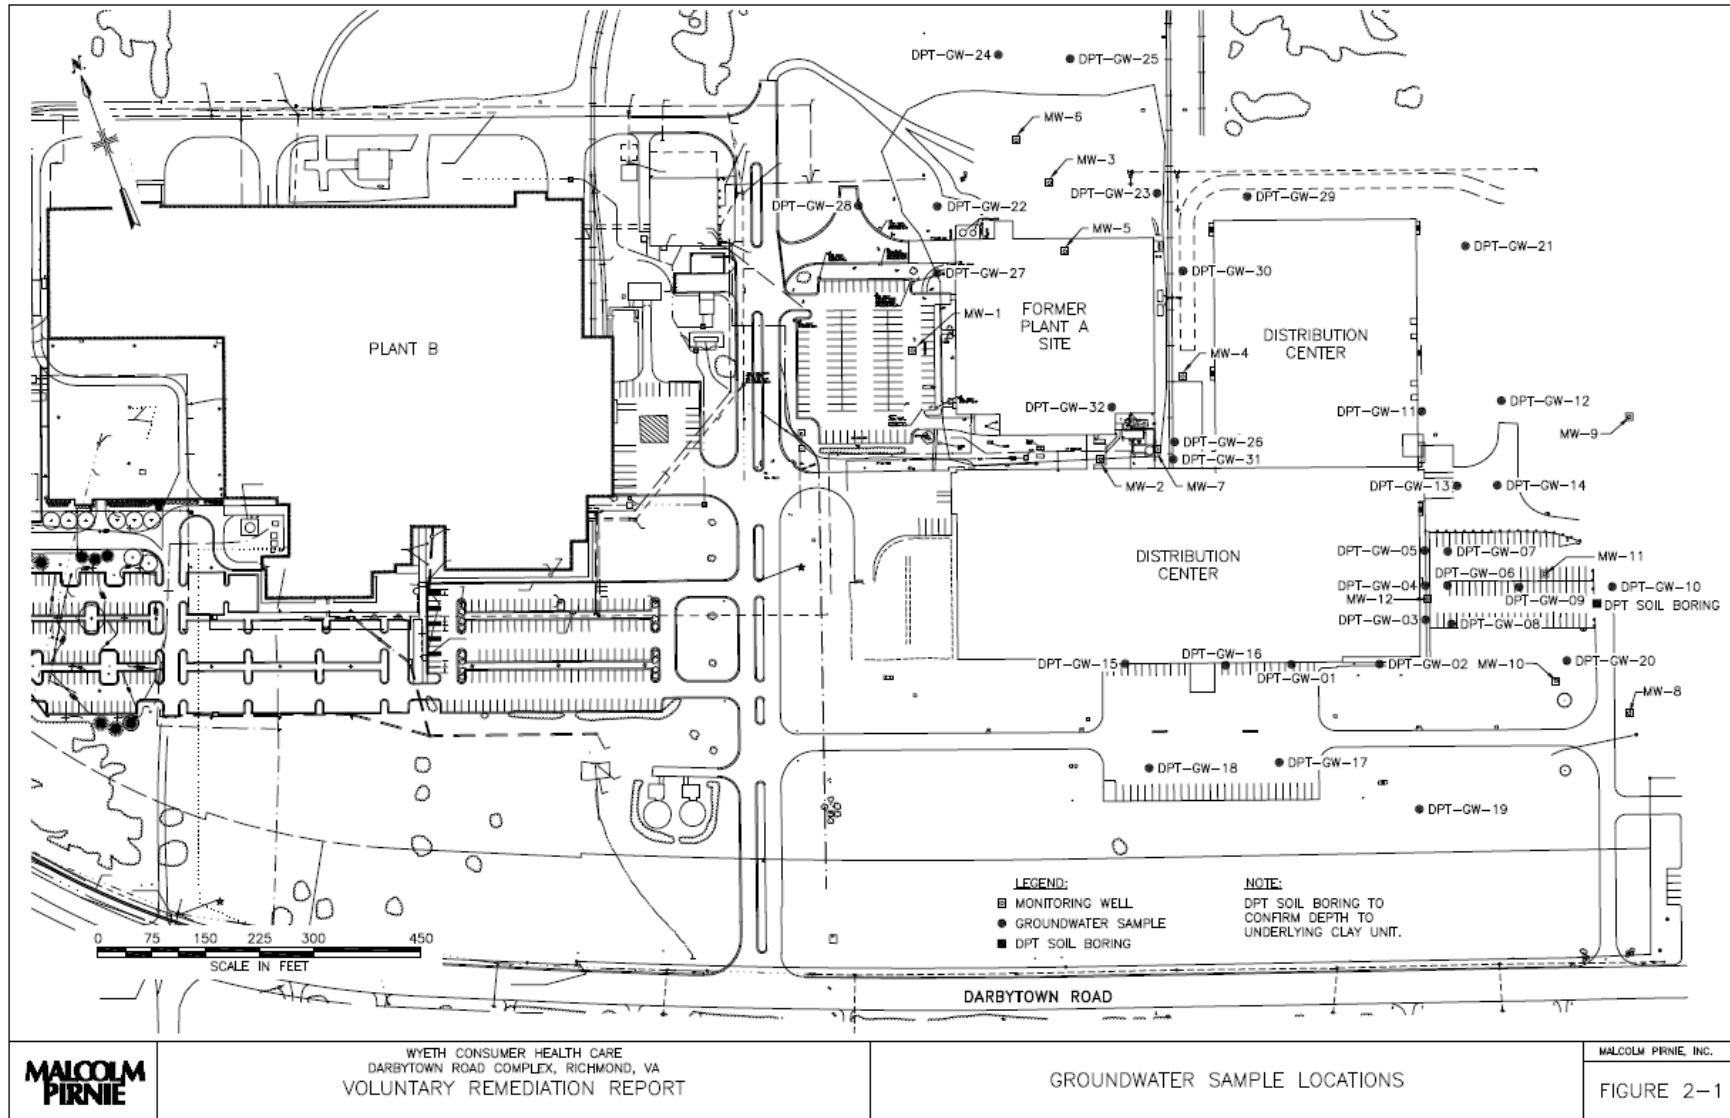 N.
DPT-GW-24
DPT-GW-25
MW-6
MW-3
DPT-GW-23
DPT-GW-28
DPT-GW-22
DPT-GW-29
MW-5
DPT-GW-21
DPT-GW-27
DPT-GW-30
MW-1
FORMER
PLANT A
SITE
DISTRIBUTION
CENTER
PLANT B
MW-4
DPT-GW-32
DPT-GW-11
DPT-GW-12
MW-9
DPT-GW-26
DPT-GW-31
MW-2
MW-7
DPT-GW-13
DPT-GW-14
DISTRIBUTION
CENTER
DPT-GW-05
DPT-GW-07
MW-11
DPT-GW-06
DPT-GW-04
DPT-GW-10
MW-12
DPT-GW-09
DPT SOIL BORING
DPT-GW-03
DPT-GW-08
DPT-GW-16
DPT-GW-15
DPT-GW-02
MW-10
DPT-GW-20
DPT-GW-01
MW-8
DPT-GW-18
DPT-GW-17
DPT-GW-19
LEGEND:
MONITORING WELL
GROUNDWATER SAMPLE
DPT SOIL BORING
NOTE:
DPT SOIL BORING TO
CONFIRM DEPTH TO
UNDERLYING CLAY UNIT.
0 75 150 225 300 450
SCALE IN FEET
DARBYTOWN ROAD
MALCOLM
PIRNIE
WYETH CONSUMER HEALTH CARE
DARBYTOWN ROAD COMPLEX, RICHMOND, VA
VOLUNTARY REMEDIATION REPORT
GROUNDWATER SAMPLE LOCATIONS
MALCOLM PIRNIE, INC.
FIGURE 2-1